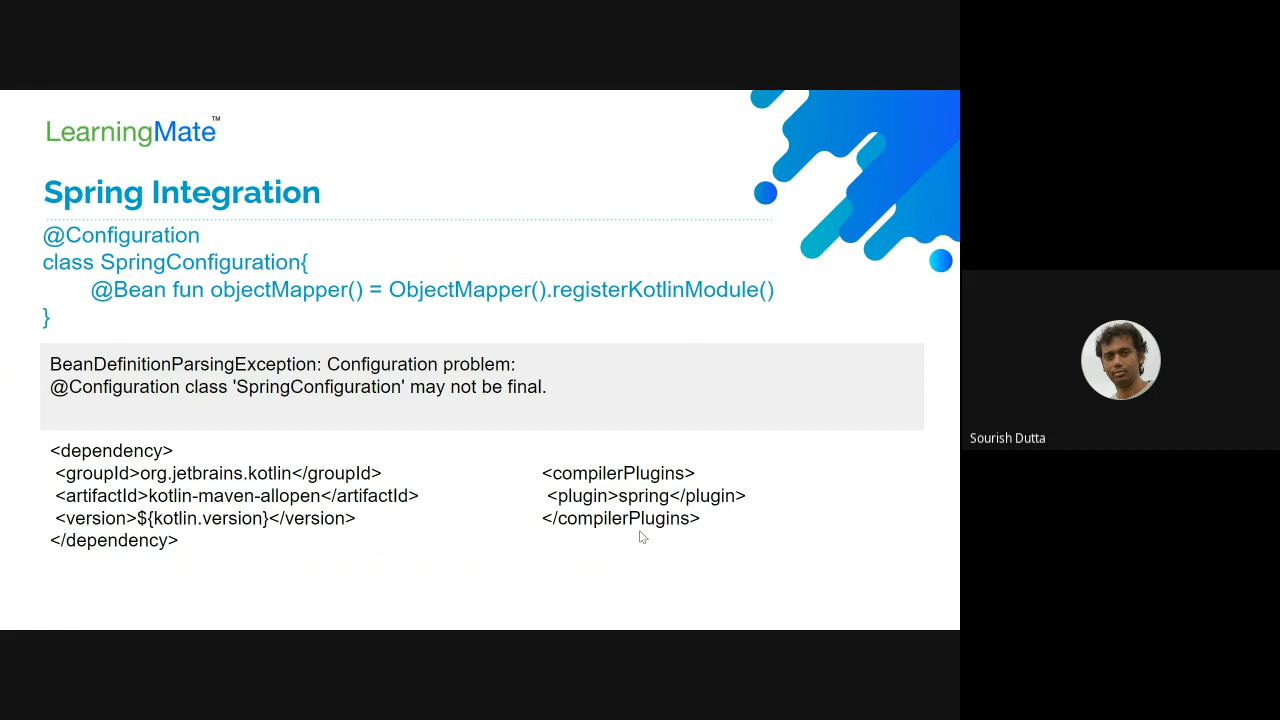 LearningMate™
Spring Integration
@Configuration
class SpringConfiguration{
@Bean fun objectMapper() = ObjectMapper().registerKotlinModule()
}
BeanDefinitionParsingException: Configuration problem:
@Configuration class 'SpringConfiguration' may not be final.
<dependency>
<groupId>org.jetbrains.kotlin</groupId>
<artifactId>kotlin-maven-allopen</artifactId>
<version>${kotlin.version}</version>
</dependency>
<compilerPlugins>
<plugin>spring</plugin>
</compilerPlugins>
Sourish Dutta